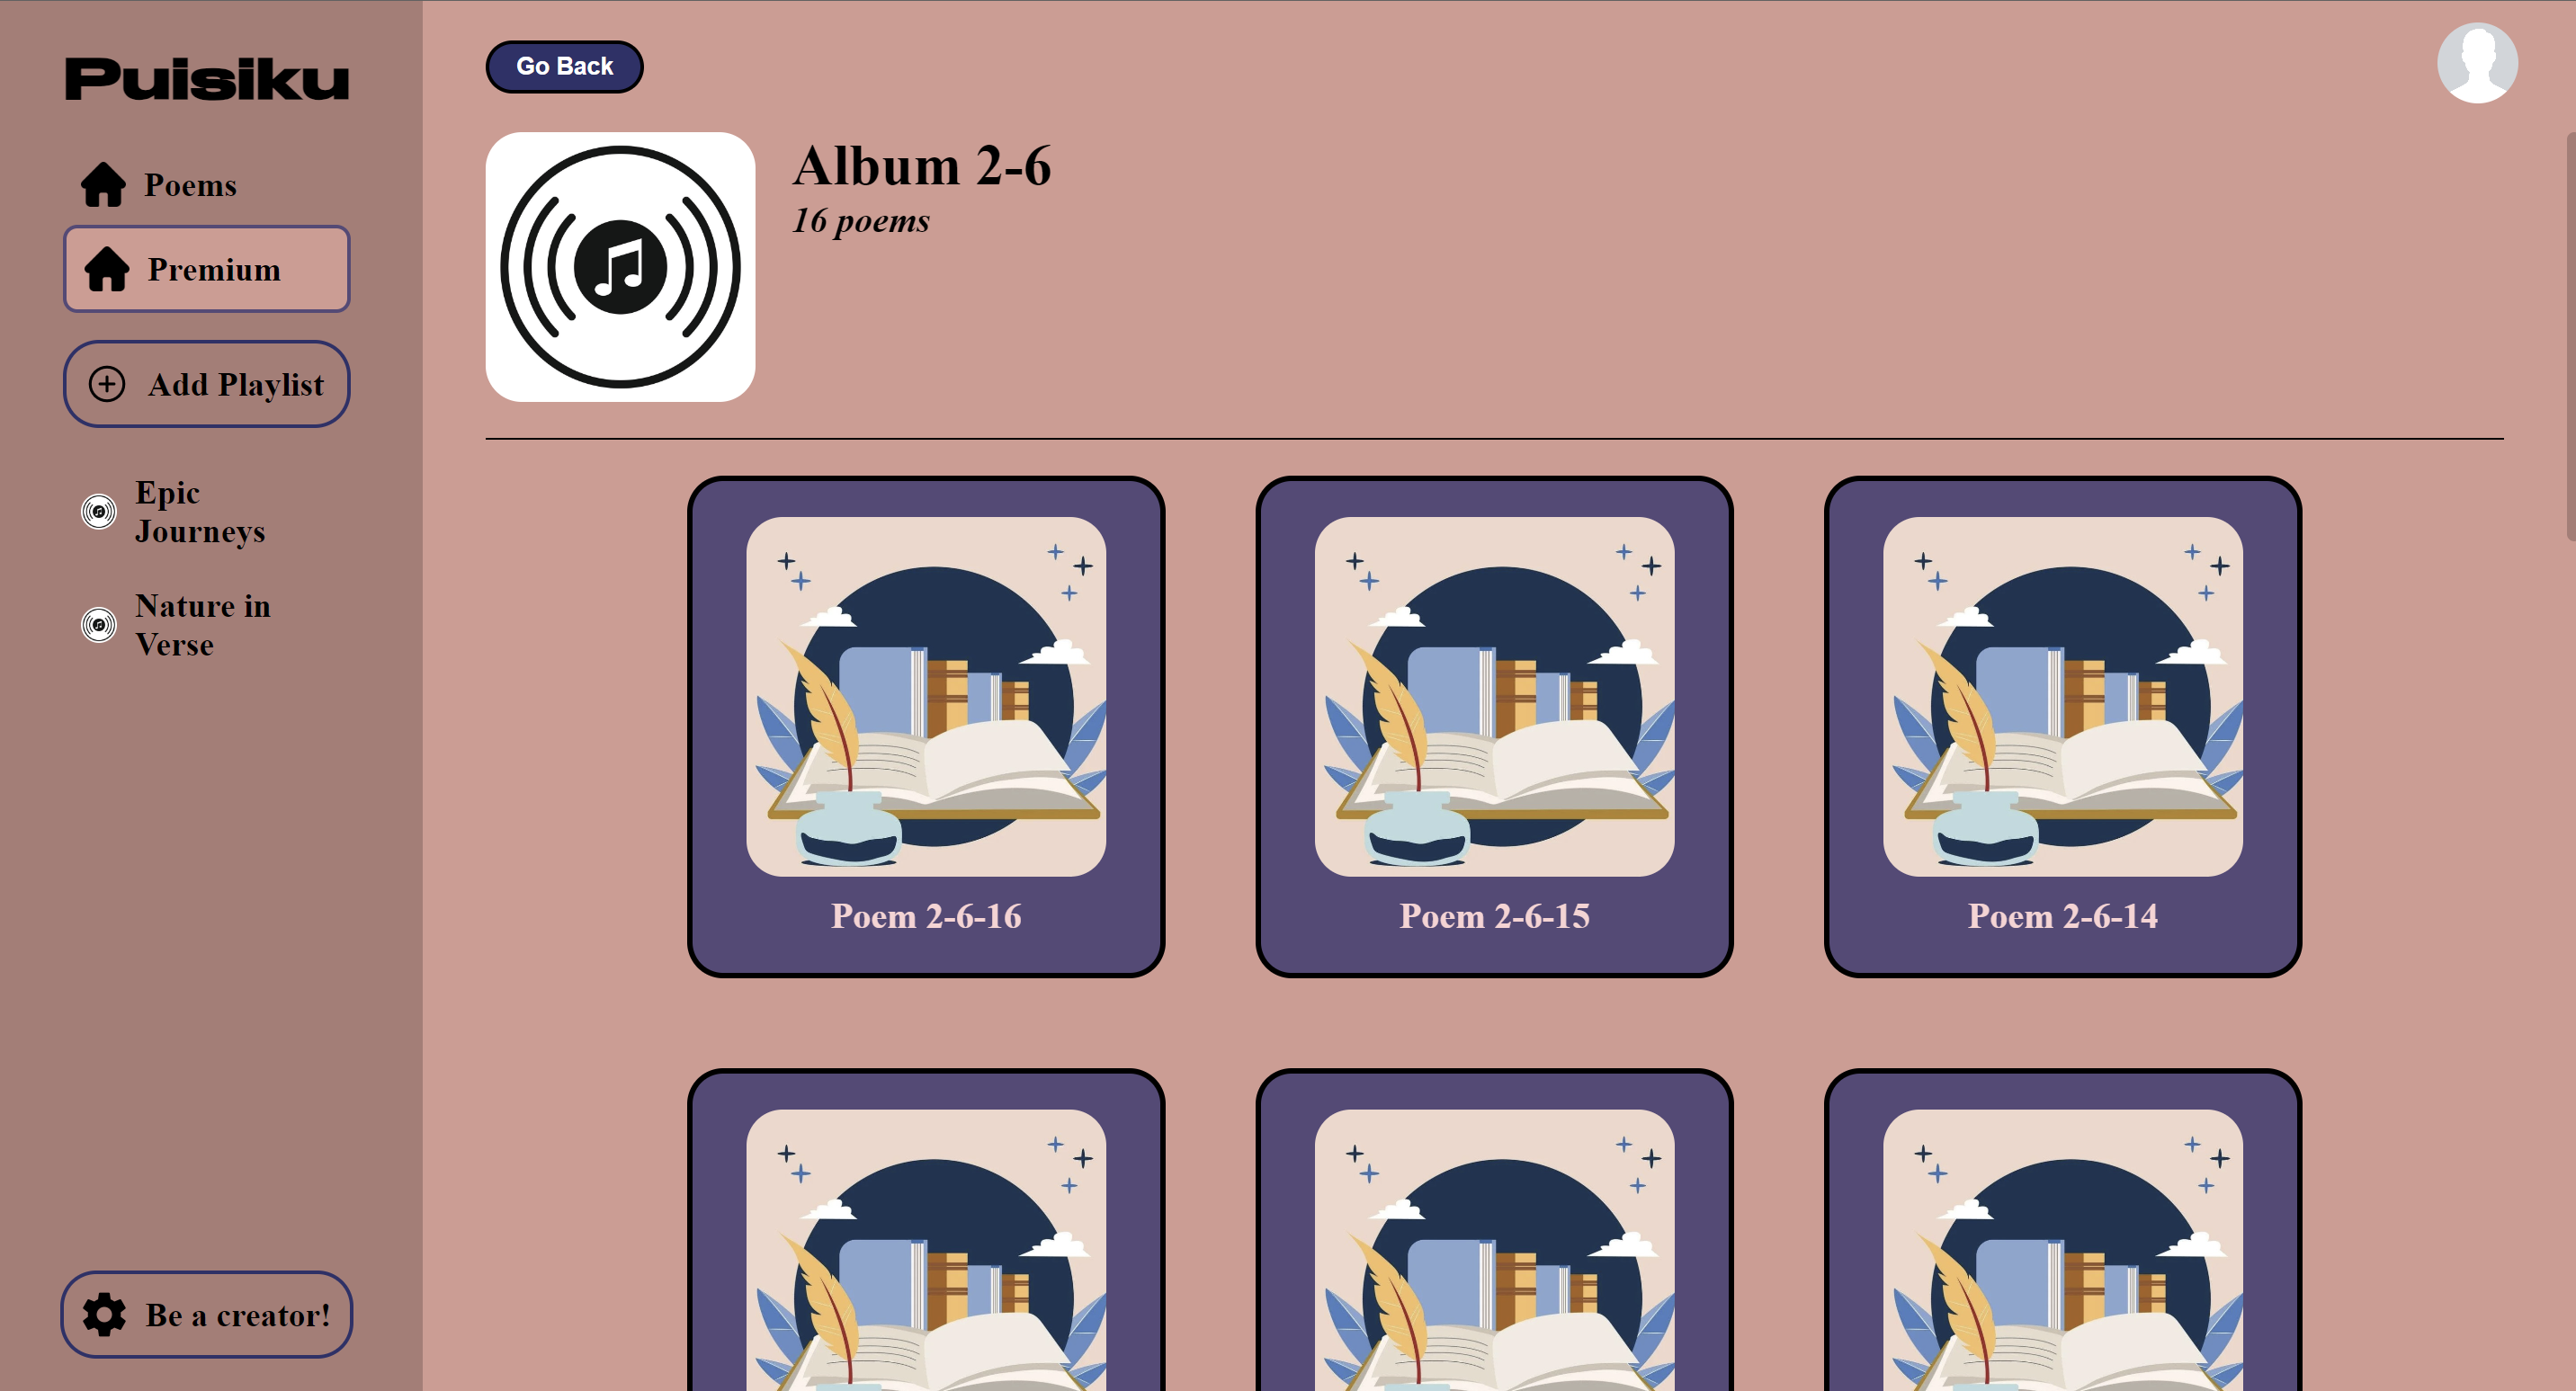 Puisiku
Poems
Premium
Add Playlist
Epic
Journeys
Nature in
Verse
Be a creator!
Go Back
Album 2-6
16 poems
Poem 2-6-16
Poem 2-6-15
Poem 2-6-14